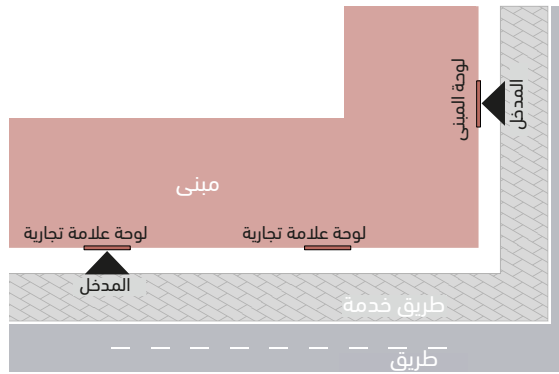 لوحة المبنى
المدخل
مبنى
لوحة علامة تجارية
لوحة علامة تجارية
المدخل
طريق خدمة
طريق